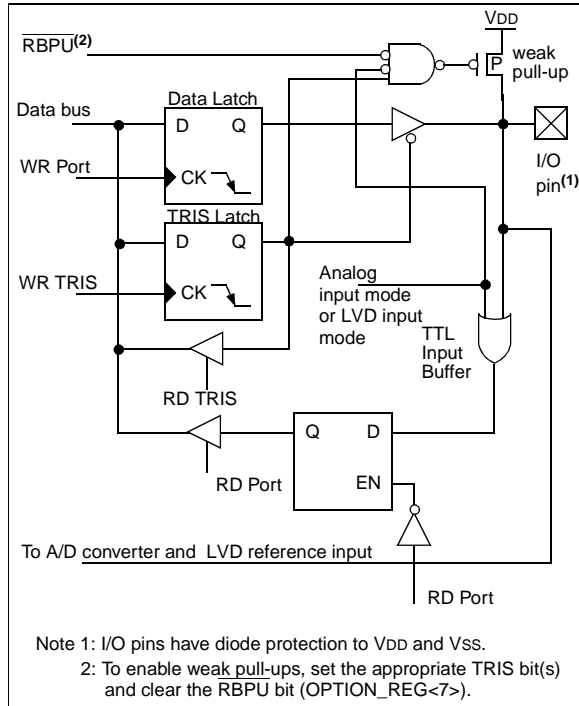 VDD
RBPU(2)
weak
pull-up
P
Data bus
Data Latch
D Q
I/O
pin(1)
WR Port
CK
TRIS Latch
D Q
Analog
input mode
or LVD input
mode
WR TRIS
CK
TTL
Input
Buffer
RD TRIS
Q D
RD Port
EN
To A/D converter and LVD reference input
RD Port
Note 1: I/O pins have diode protection to VDD and VSS.
2: To enable weak pull-ups, set the appropriate TRIS bit(s)
and clear the RBPU bit (OPTION_REG<7>).